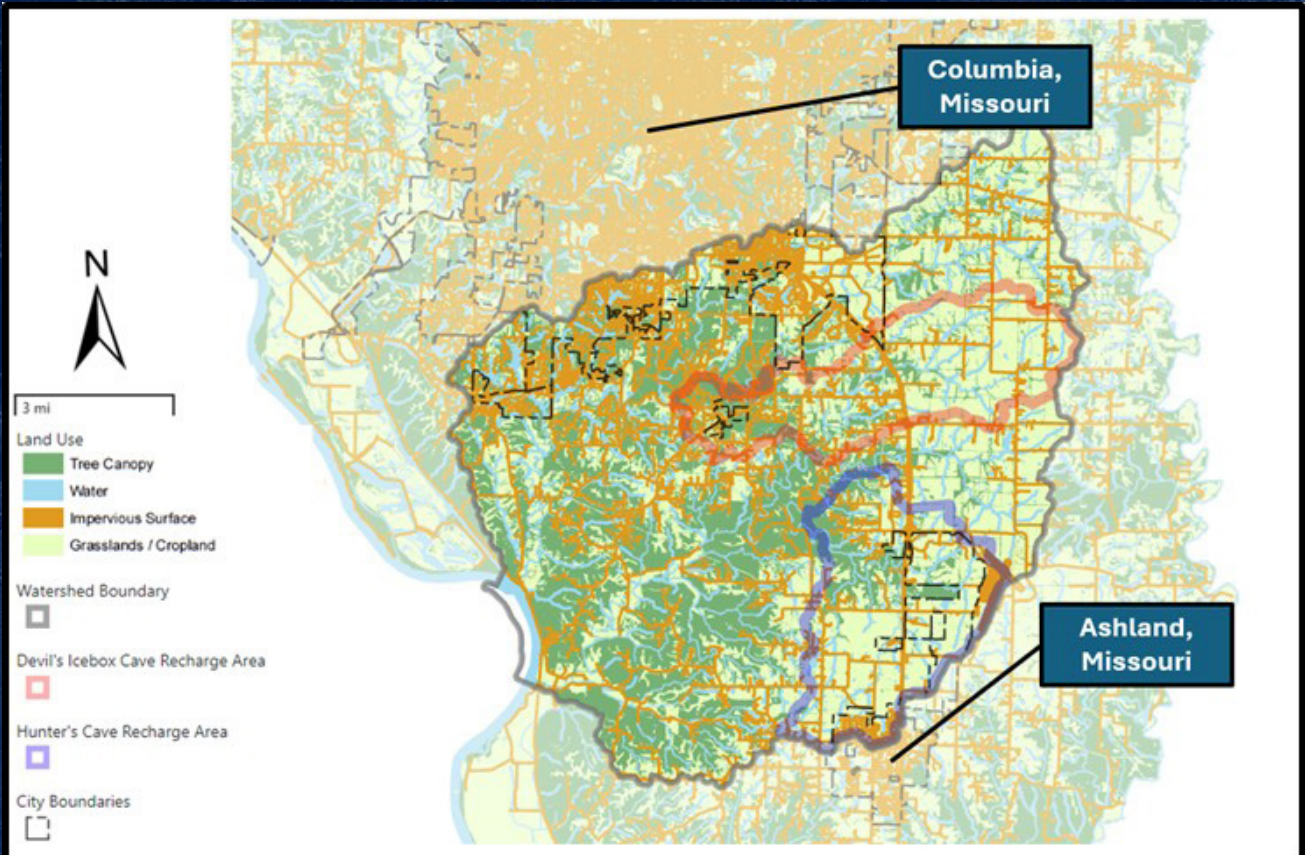 Columbia,
Missouri
N
3 mi
Land Use
Tree Canopy
Water
Impervious Surface
Grasslands / Cropland
Watershed Boundary
Devil's Icebox Cave Recharge Area
Hunter's Cave Recharge Area
City Boundaries
Ashland,
Missouri